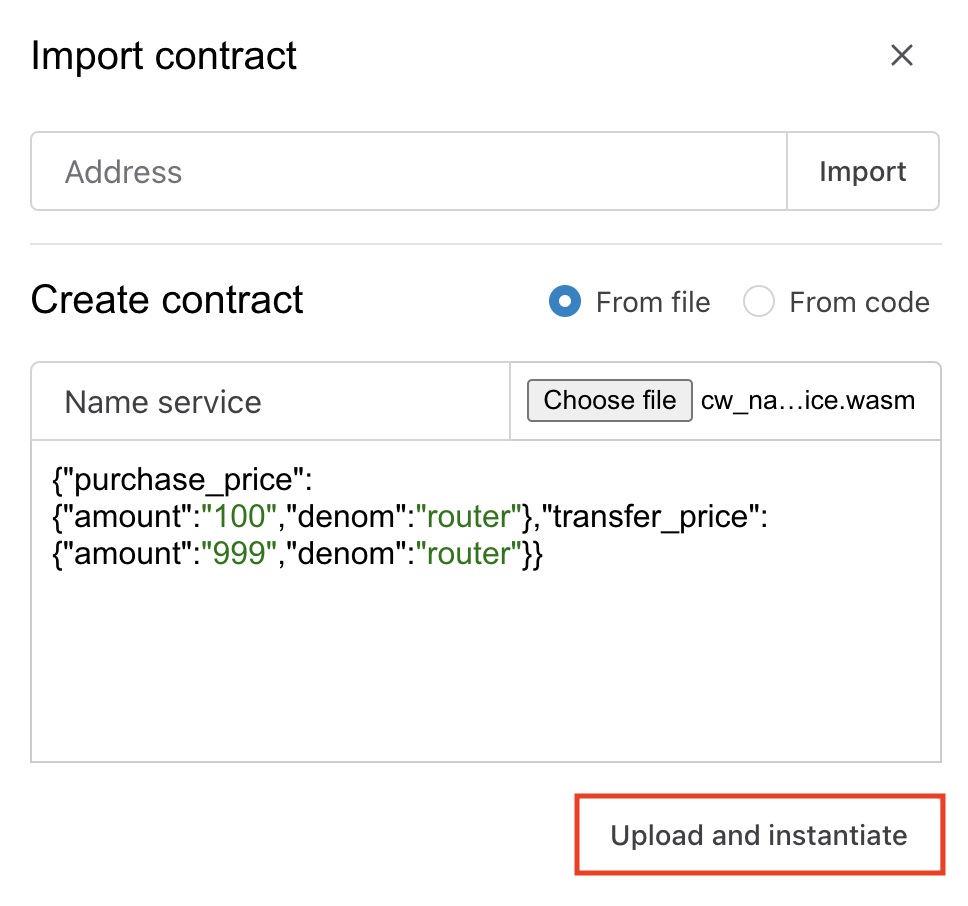 Import contract
Address
Import
Create contract
From file
From code
Name service
Choose file cw_na…ice.wasm
{"purchase_price":
{"amount":"100","denom":"router"},"transfer_price":
{"amount":"999","denom":"router"}}
Upload and instantiate